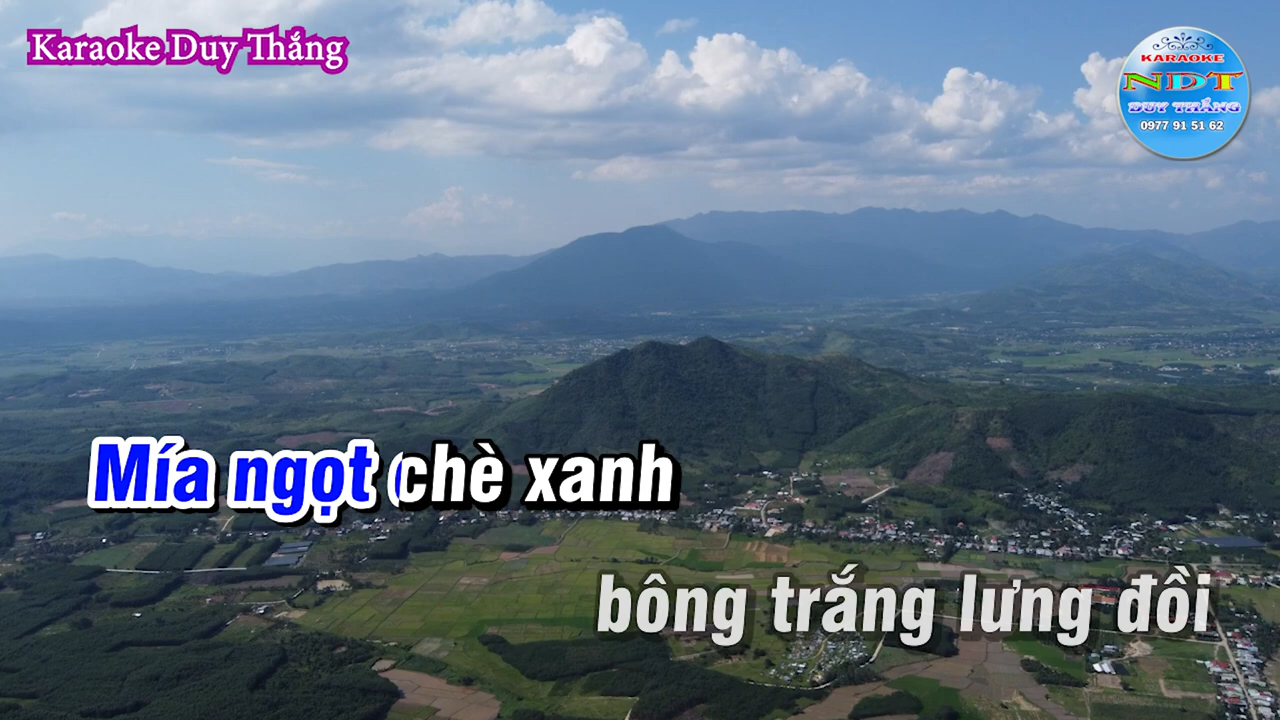 Karaoke Duy Thắng
KARAOKE
NDT
DUY THẮNG
0977 91 51 62
Mía ngọt chè xanh
bông trắng lưng đồi